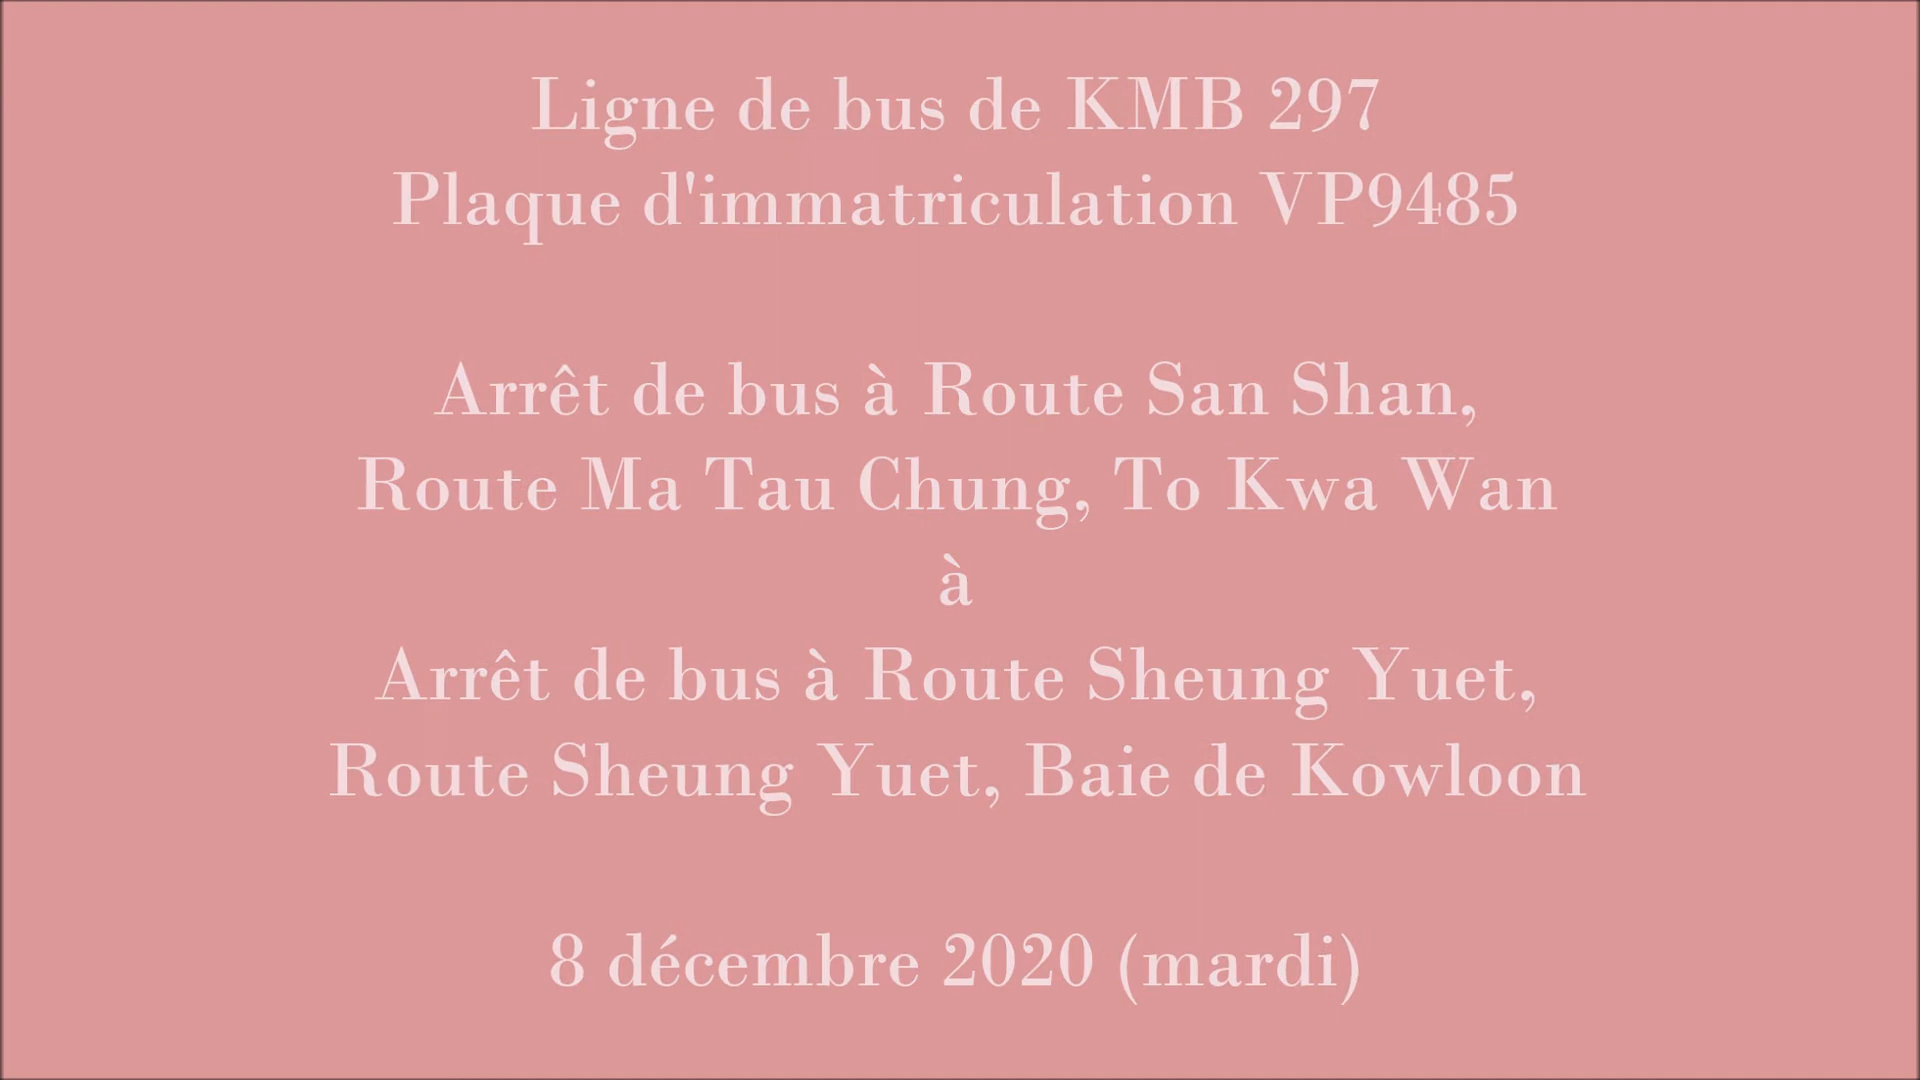 Ligne de bus de KMB 297
Plaque d'immatriculation VP9485
Arrêt de bus à Route San Shan,
Route Ma Tau Chung, To Kwa Wan
à
Arrêt de bus à Route Sheung Yuet,
Route Sheung Yuet, Baie de Kowloon
8 décembre 2020 (mardi)